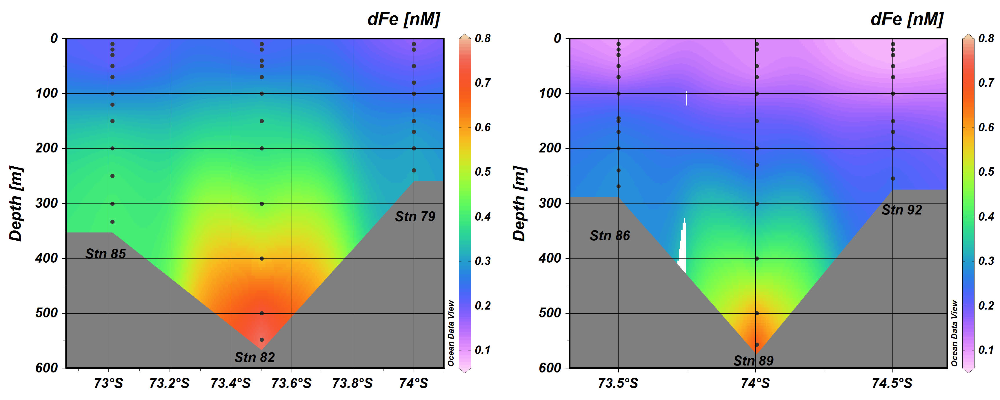 dFe [nM]
0
100
200
300
400
500
600
Depth [m]
73°S
73.2°S
73.4°S
73.6°S
73.8°S
74°S
Stn 85
Stn 82
Stn 79
0.8
0.7
0.6
0.5
0.4
0.3
0.2
0.1
Ocean Data View
dFe [nM]
0
100
200
300
400
500
600
Depth [m]
73.5°S
74°S
74.5°S
Stn 86
Stn 89
Stn 92
0.8
0.7
0.6
0.5
0.4
0.3
0.2
0.1
Ocean Data View